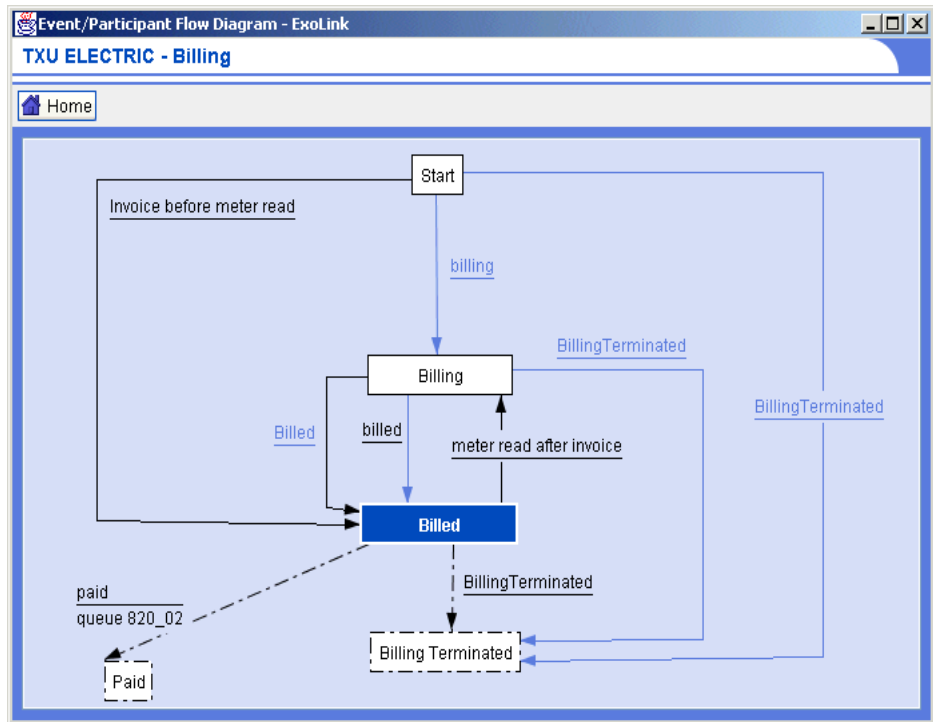 Event/Participant Flow Diagram - ExoLink
TXU ELECTRIC - Billing
Home
Start
Invoice before meter read
billing
BillingTerminated
Billing
BillingTerminated
Billed
billed
meter read after invoice
Billed
BillingTerminated
paid
queue 820_02
Billing Terminated
Paid